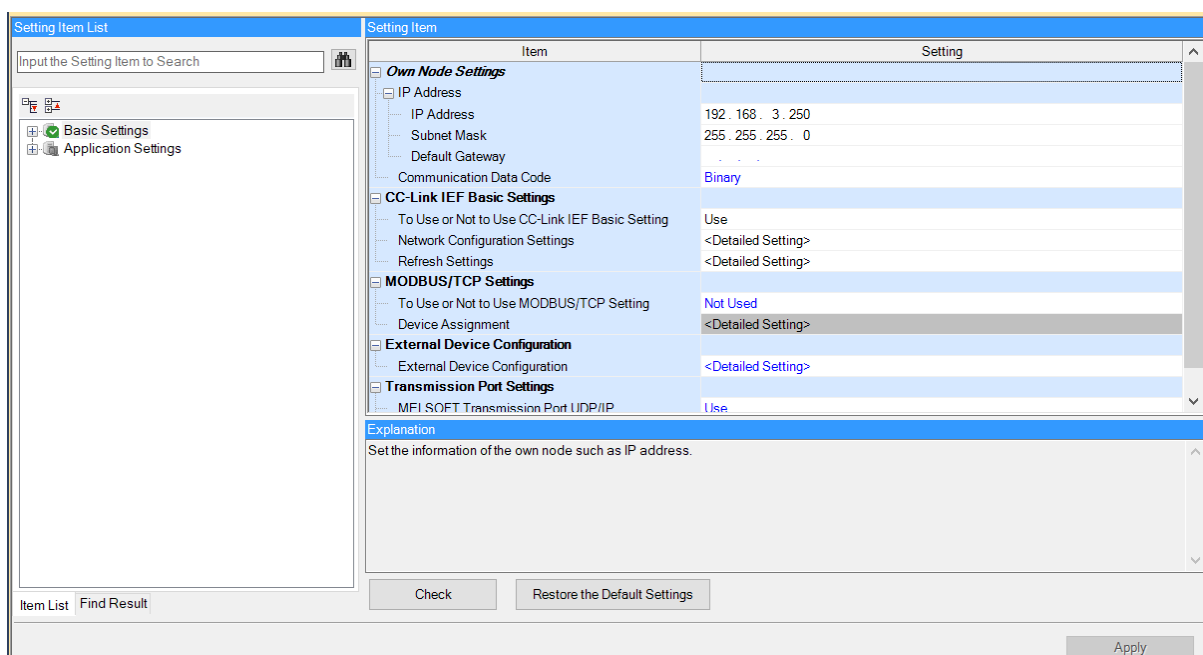 Setting Item List
Input the Setting Item to Search
Basic Settings
Application Settings
Item List Find Result
Setting Item
Item Setting
Own Node Settings
IP Address
IP Address 192 . 168 . 3 . 250
Subnet Mask 255 . 255 . 255 . 0
Default Gateway . . .
Communication Data Code Binary
CC-Link IEF Basic Settings
To Use or Not to Use CC-Link IEF Basic Setting Use
Network Configuration Settings <Detailed Setting>
Refresh Settings <Detailed Setting>
MODBUS/TCP Settings
To Use or Not to Use MODBUS/TCP Setting Not Used
Device Assignment <Detailed Setting>
External Device Configuration
External Device Configuration <Detailed Setting>
Transmission Port Settings
MELSOFT Transmission Port UDP/IP Use
Explanation
Set the information of the own node such as IP address.
Check Restore the Default Settings
Apply